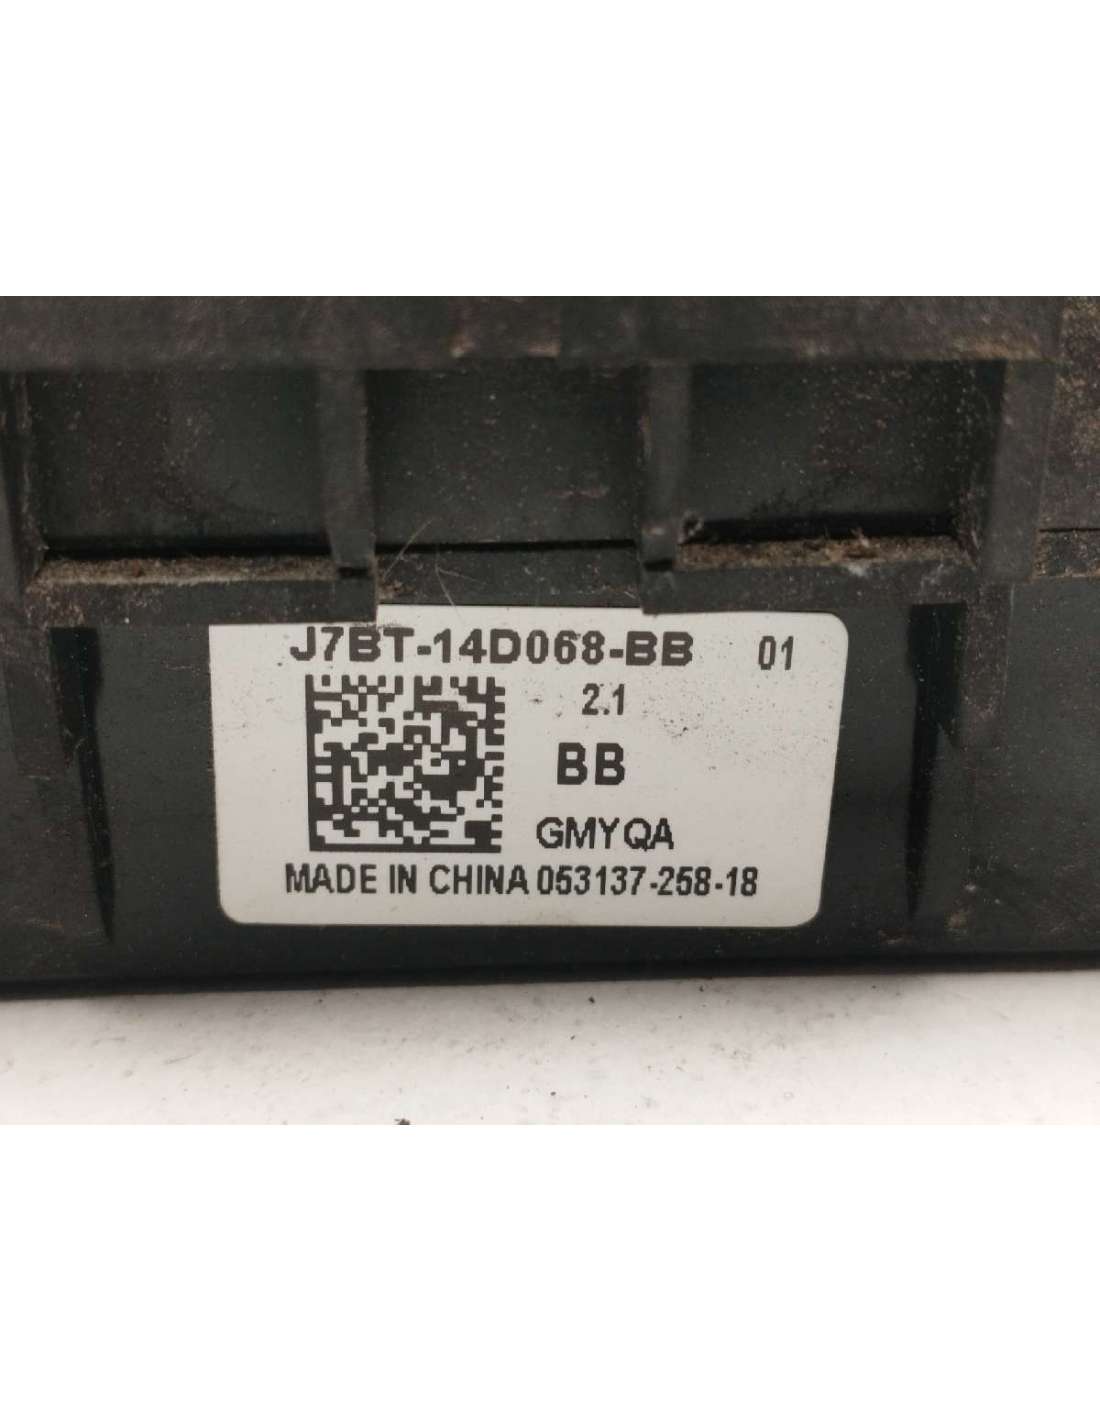 J7BT-14D068-BB 01
2.1
BB
GMYQA
MADE IN CHINA 053137-258-18